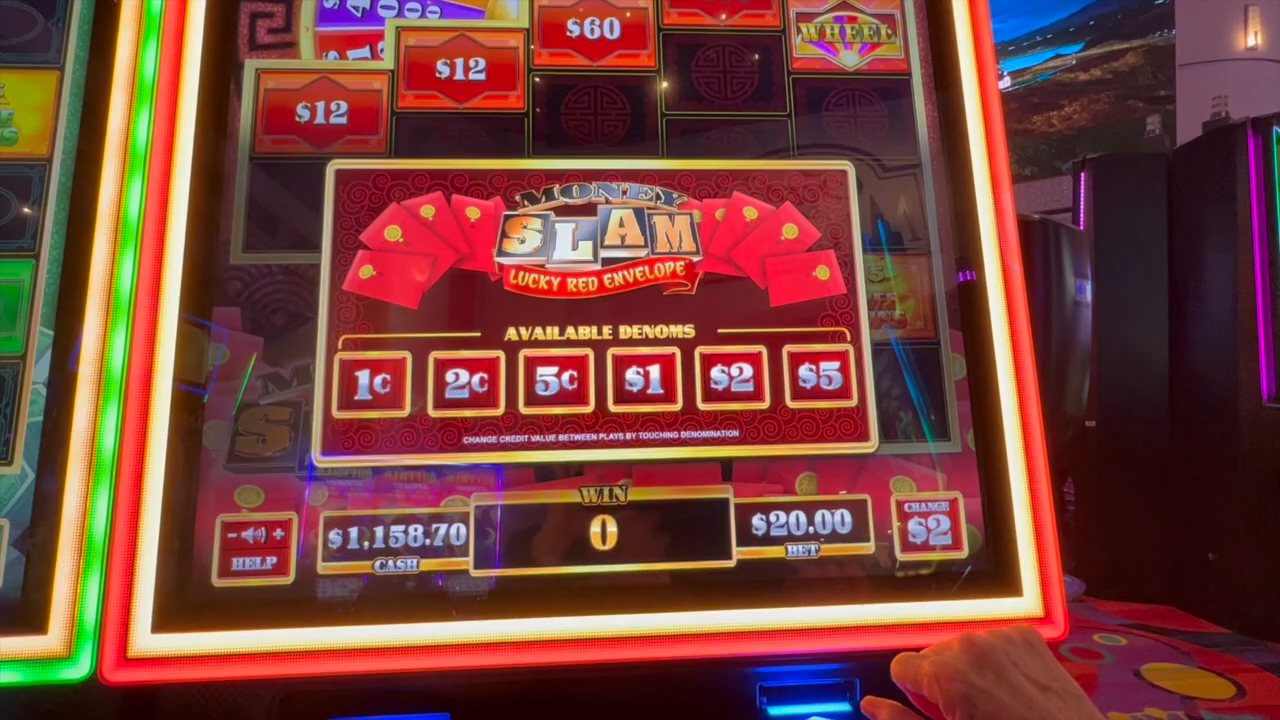 $60
WHEEL
$12
$12
MONEY
SLAM
LUCKY RED ENVELOPE
AVAILABLE DENOMS
1¢ 2¢ 5¢ $1 $2 $5
CHANGE CREDIT VALUE BETWEEN PLAYS BY TOUCHING DENOMINATION
WIN
0
- +
HELP
$1,158.70
CASH
$20.00
BET
CHANGE
$2